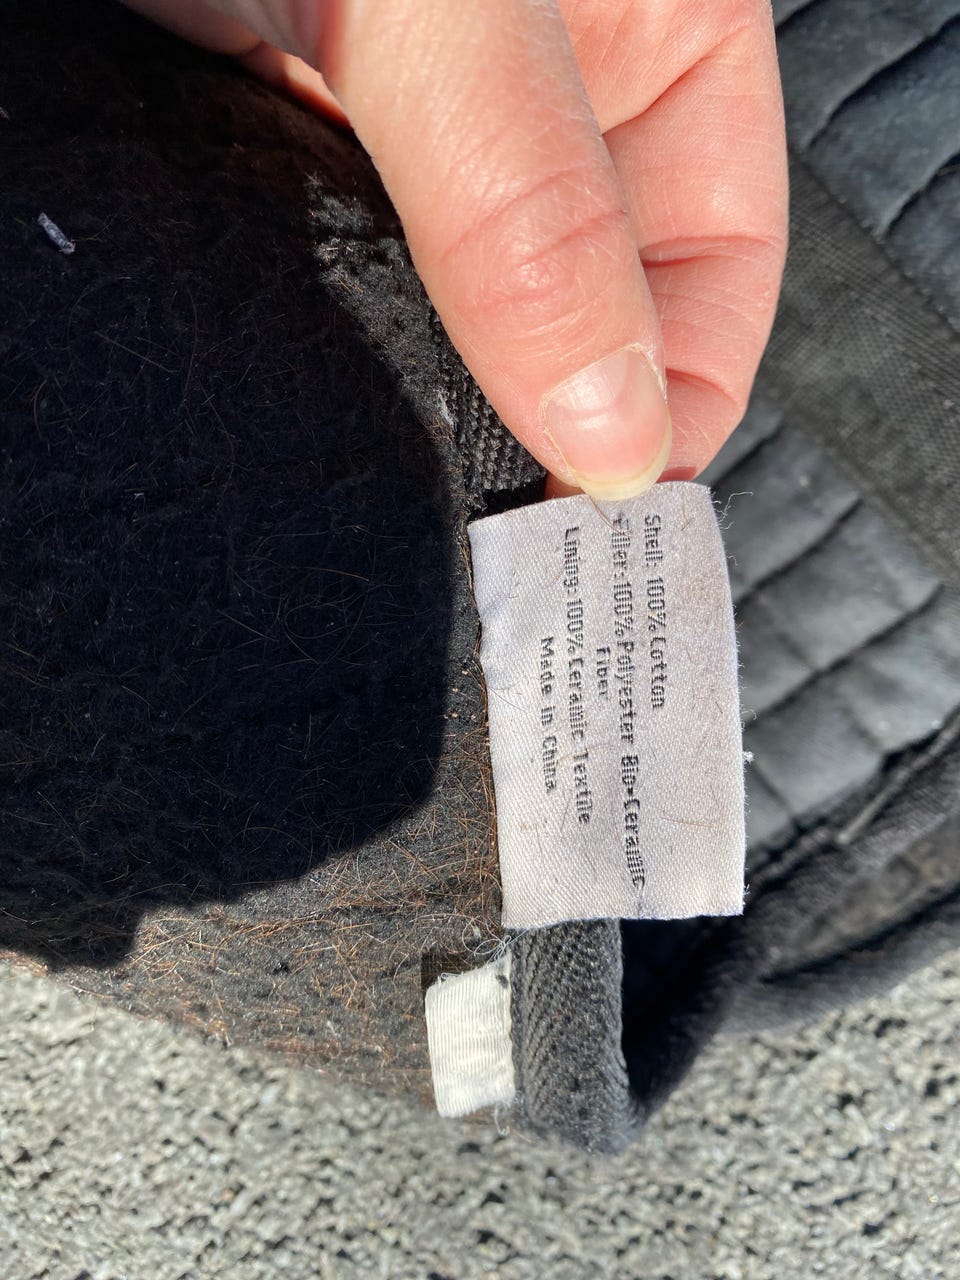 Shell: 100% Cotton
Filler: 100% Polyester Bio-Ceramic
Fiber
Lining: 100% Ceramic Textile
Made in China